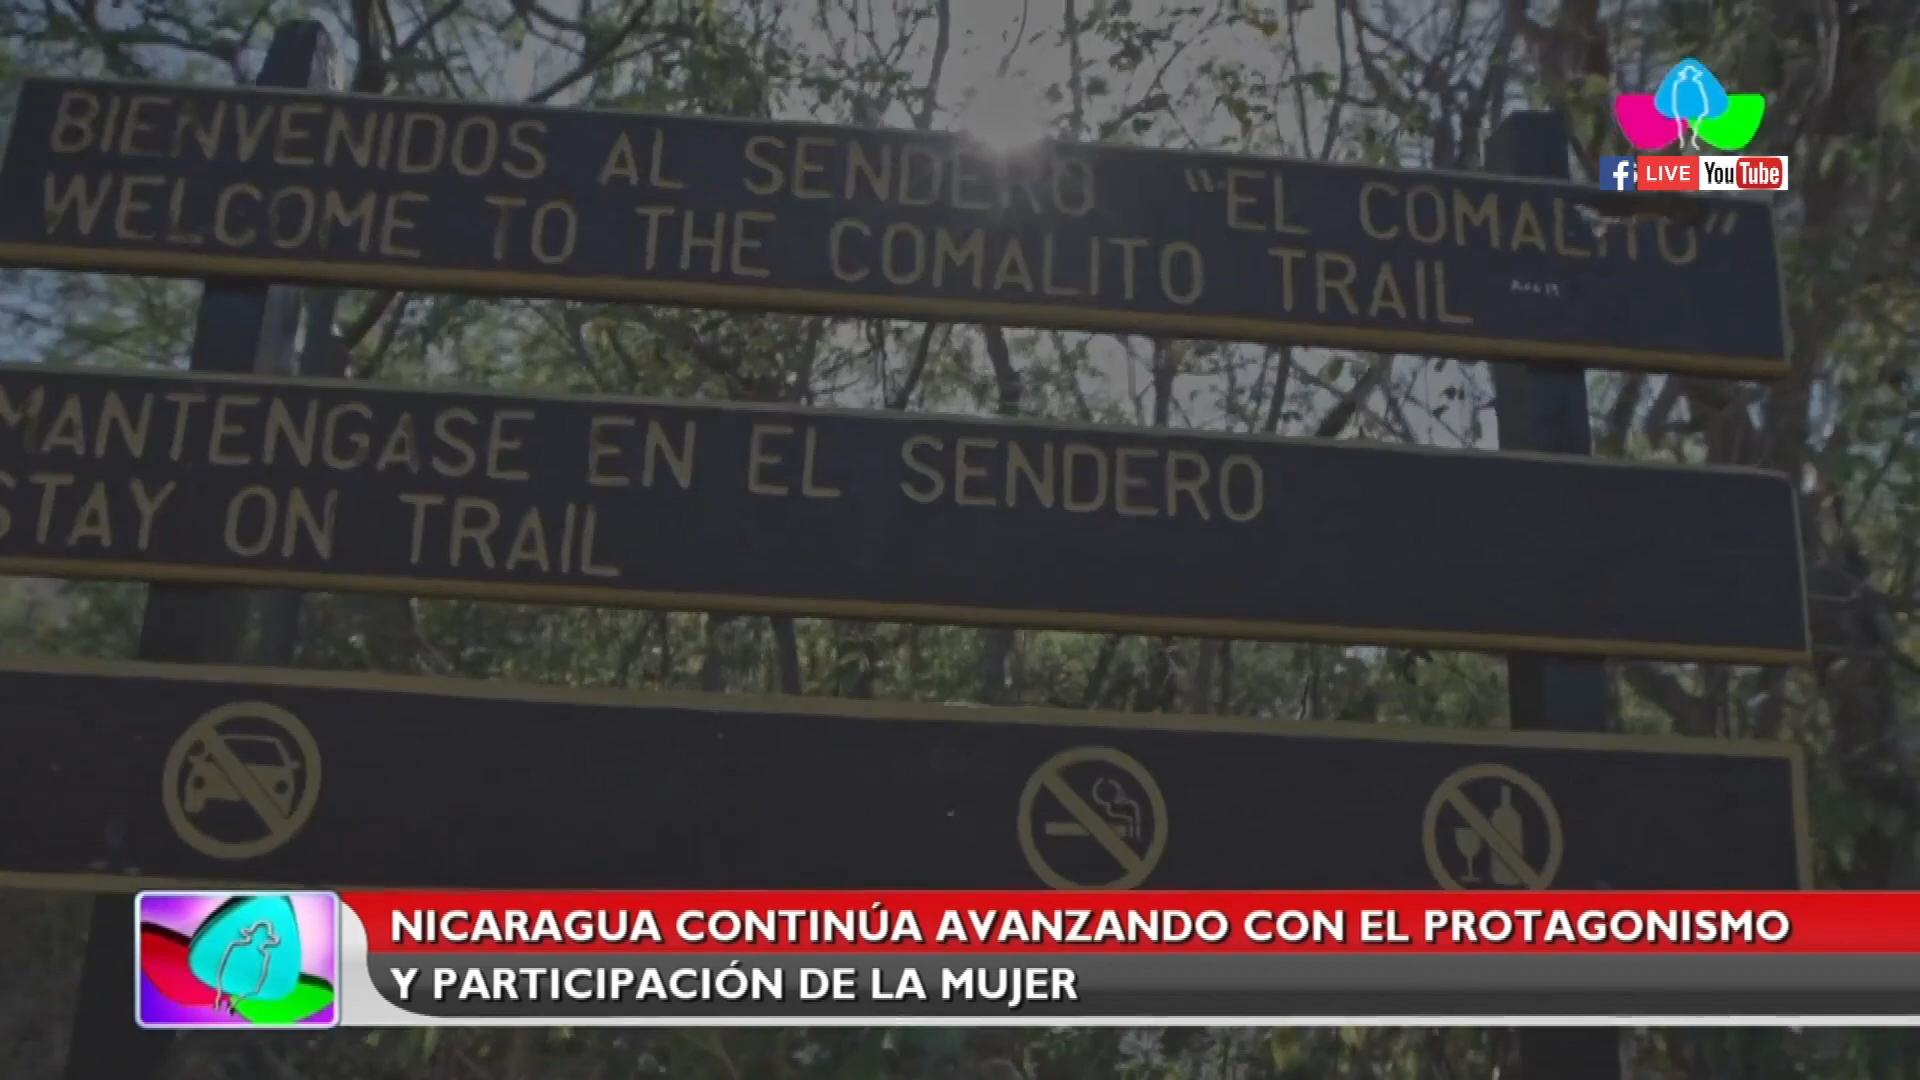 BIENVENIDOS AL SENDERO "EL COMALITO"
WELCOME TO THE COMALITO TRAIL
f LIVE YouTube
MANTENGASE EN EL SENDERO
STAY ON TRAIL
NICARAGUA CONTINÚA AVANZANDO CON EL PROTAGONISMO
Y PARTICIPACIÓN DE LA MUJER